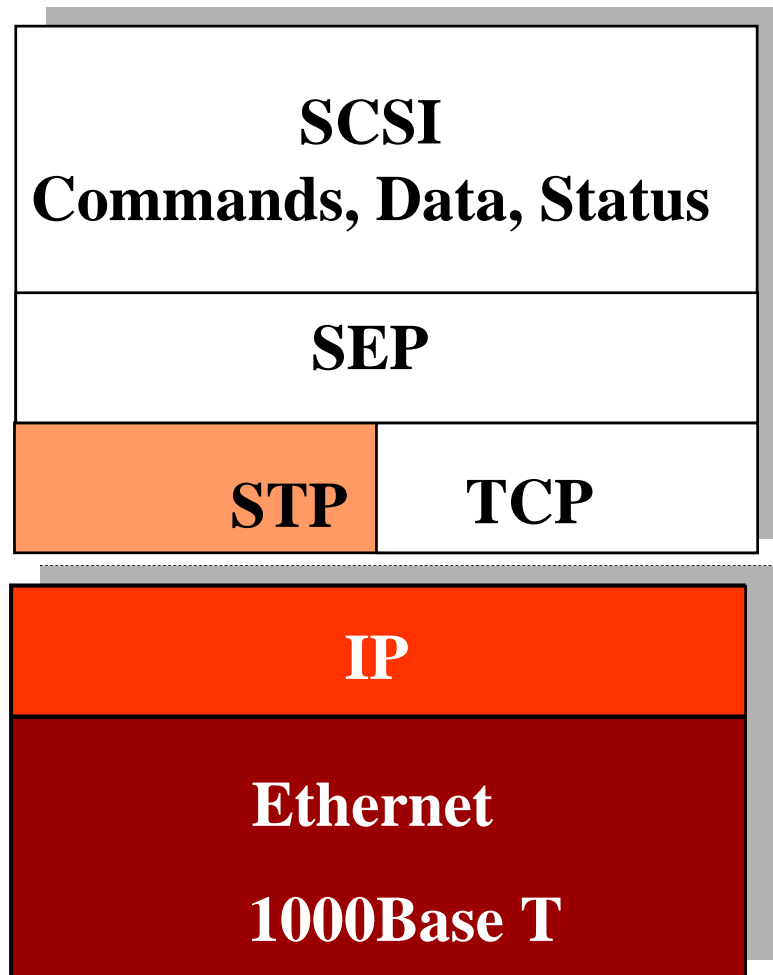 SCSI
Commands, Data, Status
SEP
STP TCP
IP
Ethernet
1000Base T